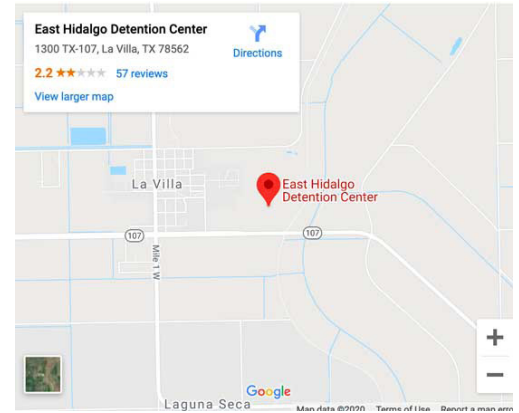 East Hidalgo Detention Center
1300 TX-107, La Villa, TX 78562
Directions
2.2 57 reviews
View larger map
La Villa
East Hidalgo
Detention Center
107
107
Mile 1 W
Google
Laguna Seca
Map data ©2020 Terms of Use Report a map erro